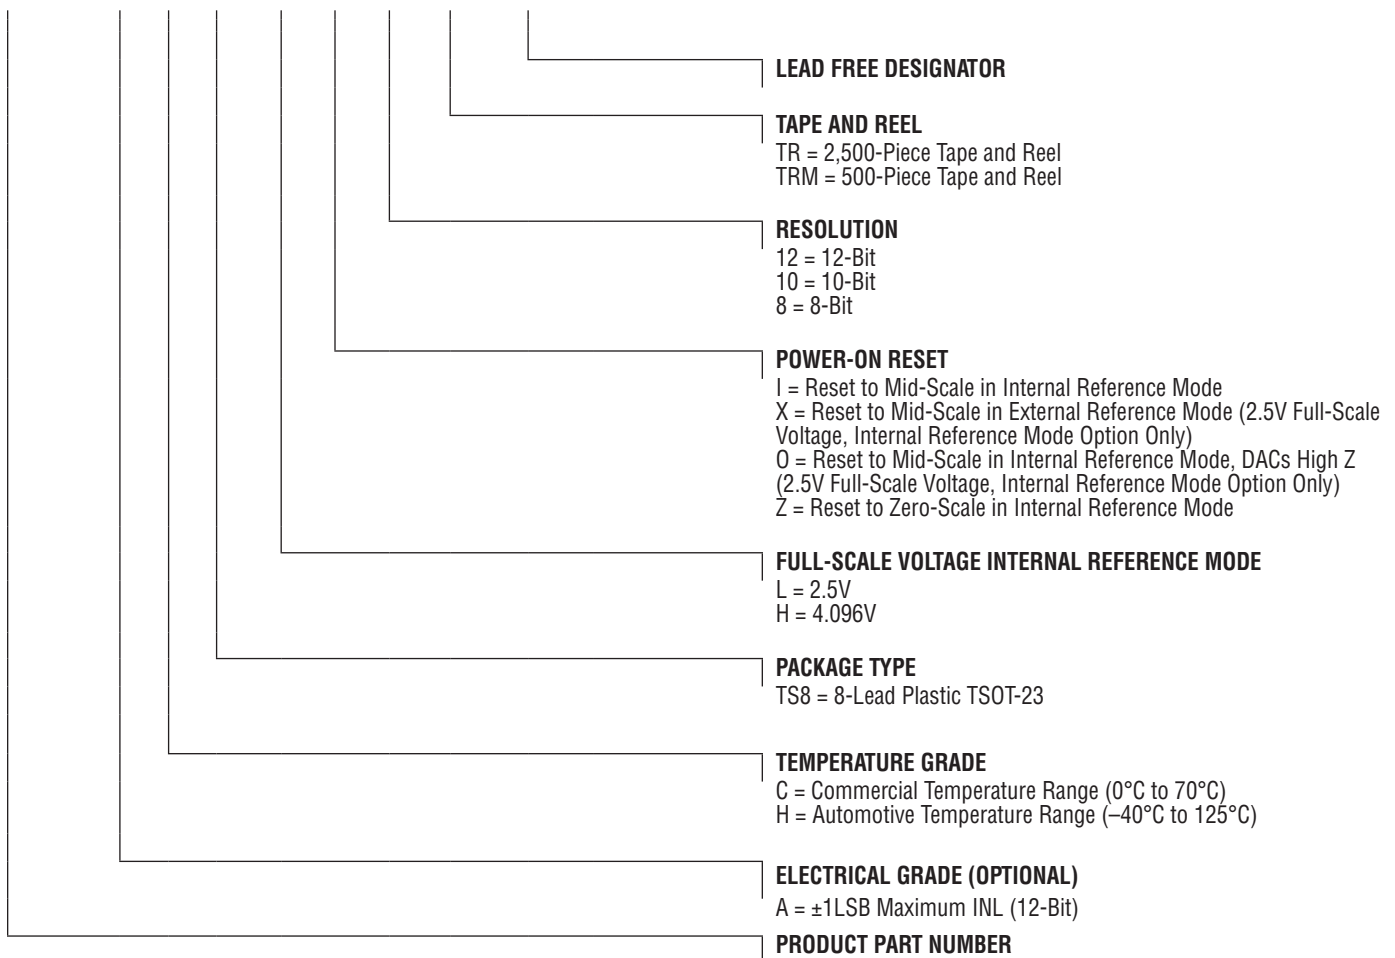 LEAD FREE DESIGNATOR
TAPE AND REEL
TR = 2,500-Piece Tape and Reel
TRM = 500-Piece Tape and Reel
RESOLUTION
12 = 12-Bit
10 = 10-Bit
8 = 8-Bit
POWER-ON RESET
I = Reset to Mid-Scale in Internal Reference Mode
X = Reset to Mid-Scale in External Reference Mode (2.5V Full-Scale
Voltage, Internal Reference Mode Option Only)
O = Reset to Mid-Scale in Internal Reference Mode, DACs High Z
(2.5V Full-Scale Voltage, Internal Reference Mode Option Only)
Z = Reset to Zero-Scale in Internal Reference Mode
FULL-SCALE VOLTAGE INTERNAL REFERENCE MODE
L = 2.5V
H = 4.096V
PACKAGE TYPE
TS8 = 8-Lead Plastic TSOT-23
TEMPERATURE GRADE
C = Commercial Temperature Range (0°C to 70°C)
H = Automotive Temperature Range (–40°C to 125°C)
ELECTRICAL GRADE (OPTIONAL)
A = ±1LSB Maximum INL (12-Bit)
PRODUCT PART NUMBER